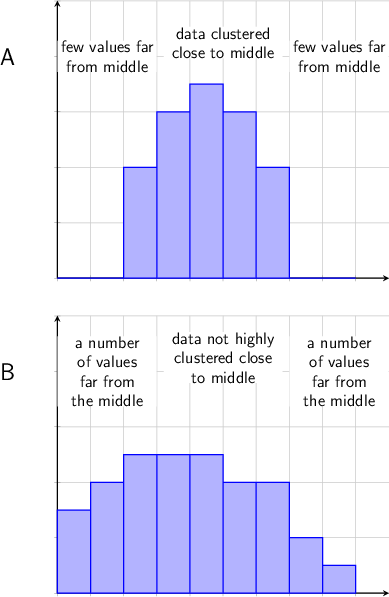 A
few values far
from middle
data clustered
close to middle
few values far
from middle
B
a number
of values
far from
the middle
data not highly
clustered close
to middle
a number
of values
far from
the middle